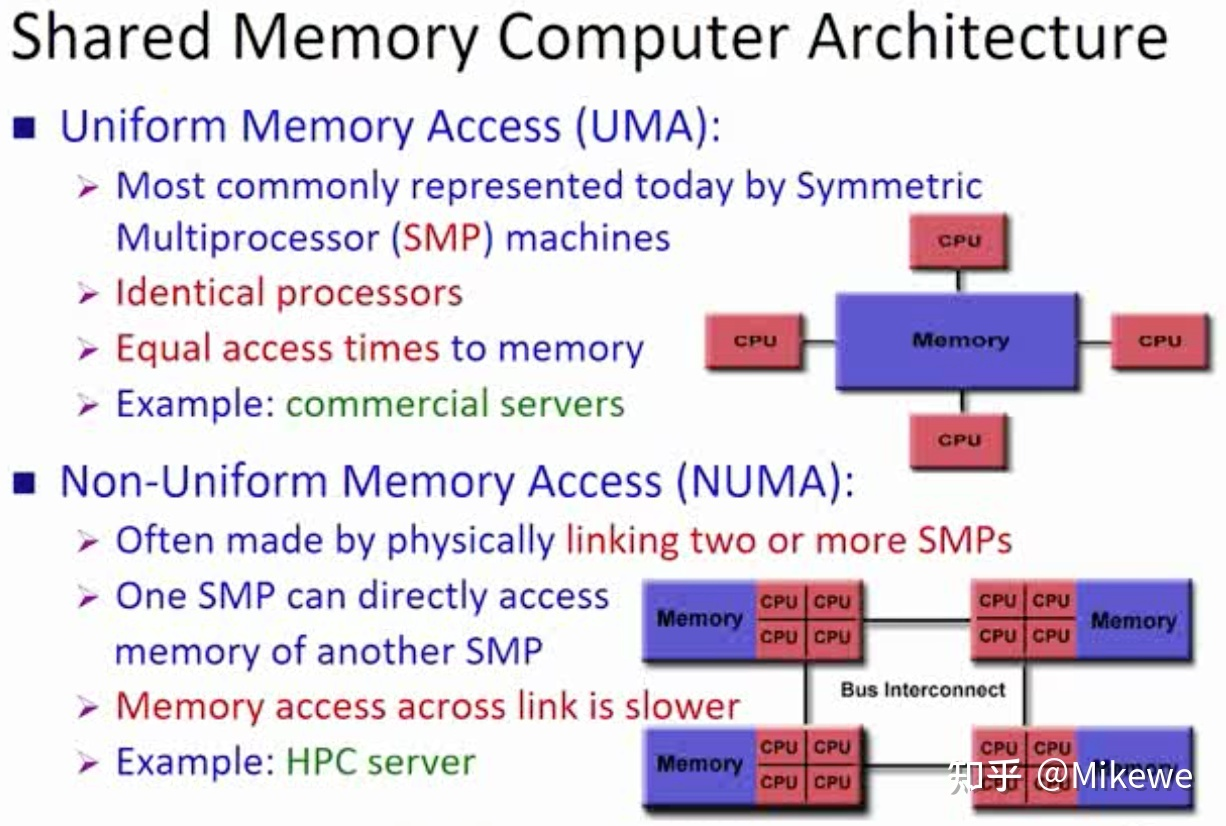 Shared Memory Computer Architecture
Uniform Memory Access (UMA):
Most commonly represented today by Symmetric
Multiprocessor (SMP) machines
Identical processors
Equal access times to memory
Example: commercial servers
CPU
CPU
Memory
CPU
CPU
Non-Uniform Memory Access (NUMA):
Often made by physically linking two or more SMPs
One SMP can directly access
memory of another SMP
Memory access across link is slower
Example: HPC server
Memory
CPU CPU
CPU CPU
CPU CPU
CPU CPU
Memory
Bus Interconnect
Memory
CPU CPU
CPU CPU
CPU CPU
知乎 @Mikewe